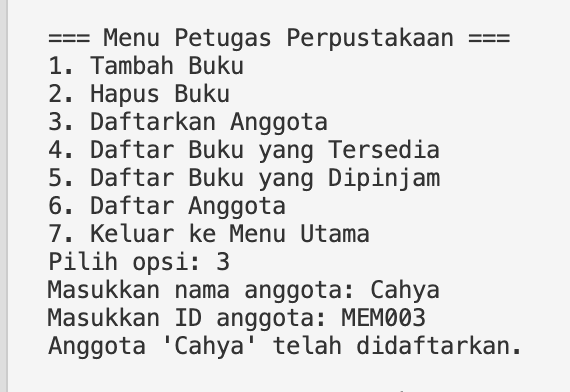 === Menu Petugas Perpustakaan ===
1. Tambah Buku
2. Hapus Buku
3. Daftarkan Anggota
4. Daftar Buku yang Tersedia
5. Daftar Buku yang Dipinjam
6. Daftar Anggota
7. Keluar ke Menu Utama
Pilih opsi: 3
Masukkan nama anggota: Cahya
Masukkan ID anggota: MEM003
Anggota 'Cahya' telah didaftarkan.